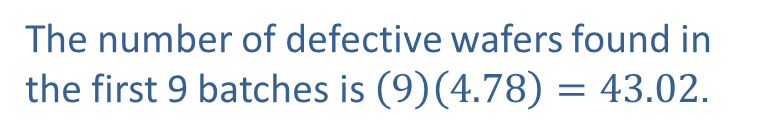 The number of defective wafers found in
the first 9 batches is (9)(4.78) = 43.02.